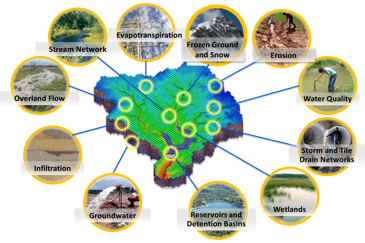 Stream Network
Evapotranspiration
Frozen Ground
and Snow
Erosion
Overland Flow
Water Quality
Infiltration
Storm and Tile
Drain Networks
Groundwater
Reservoirs and
Detention Basins
Wetlands